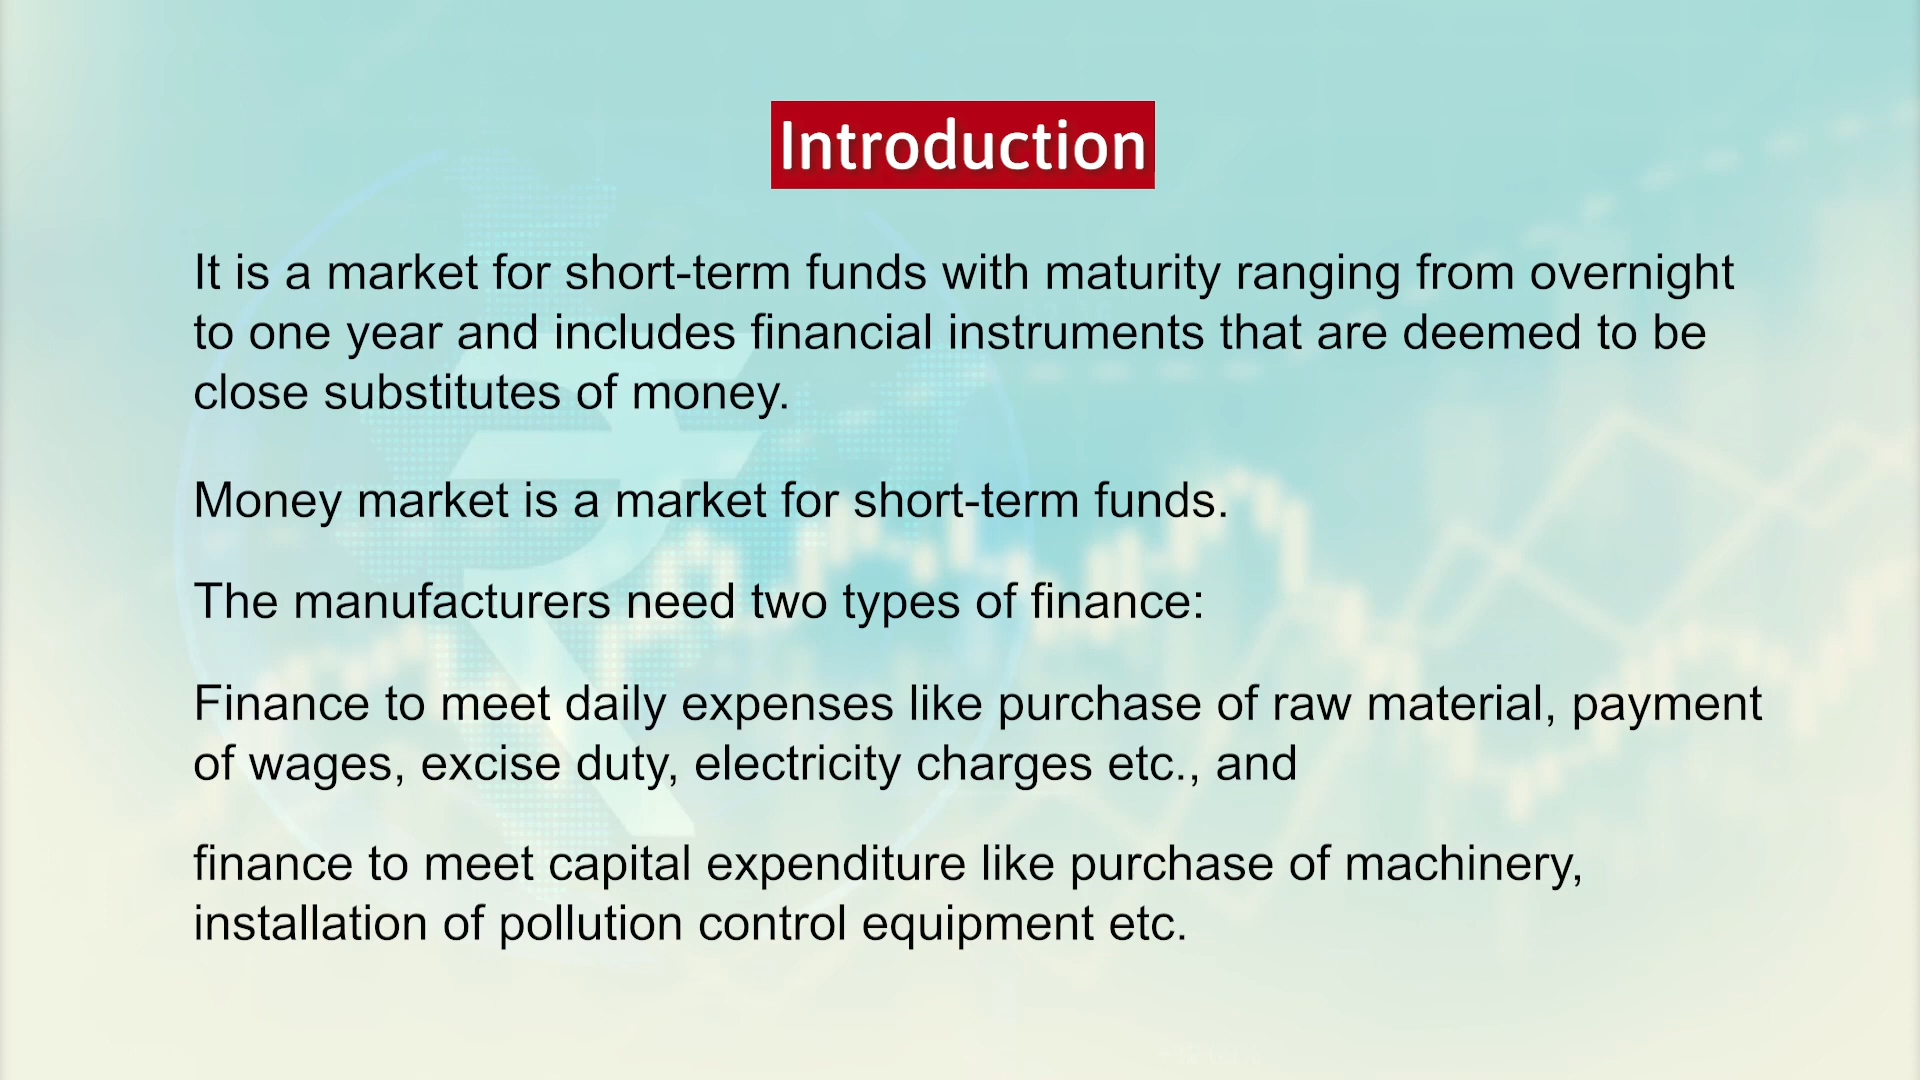 Introduction
It is a market for short-term funds with maturity ranging from overnight
to one year and includes financial instruments that are deemed to be
close substitutes of money.
Money market is a market for short-term funds.
The manufacturers need two types of finance:
Finance to meet daily expenses like purchase of raw material, payment
of wages, excise duty, electricity charges etc., and
finance to meet capital expenditure like purchase of machinery,
installation of pollution control equipment etc.